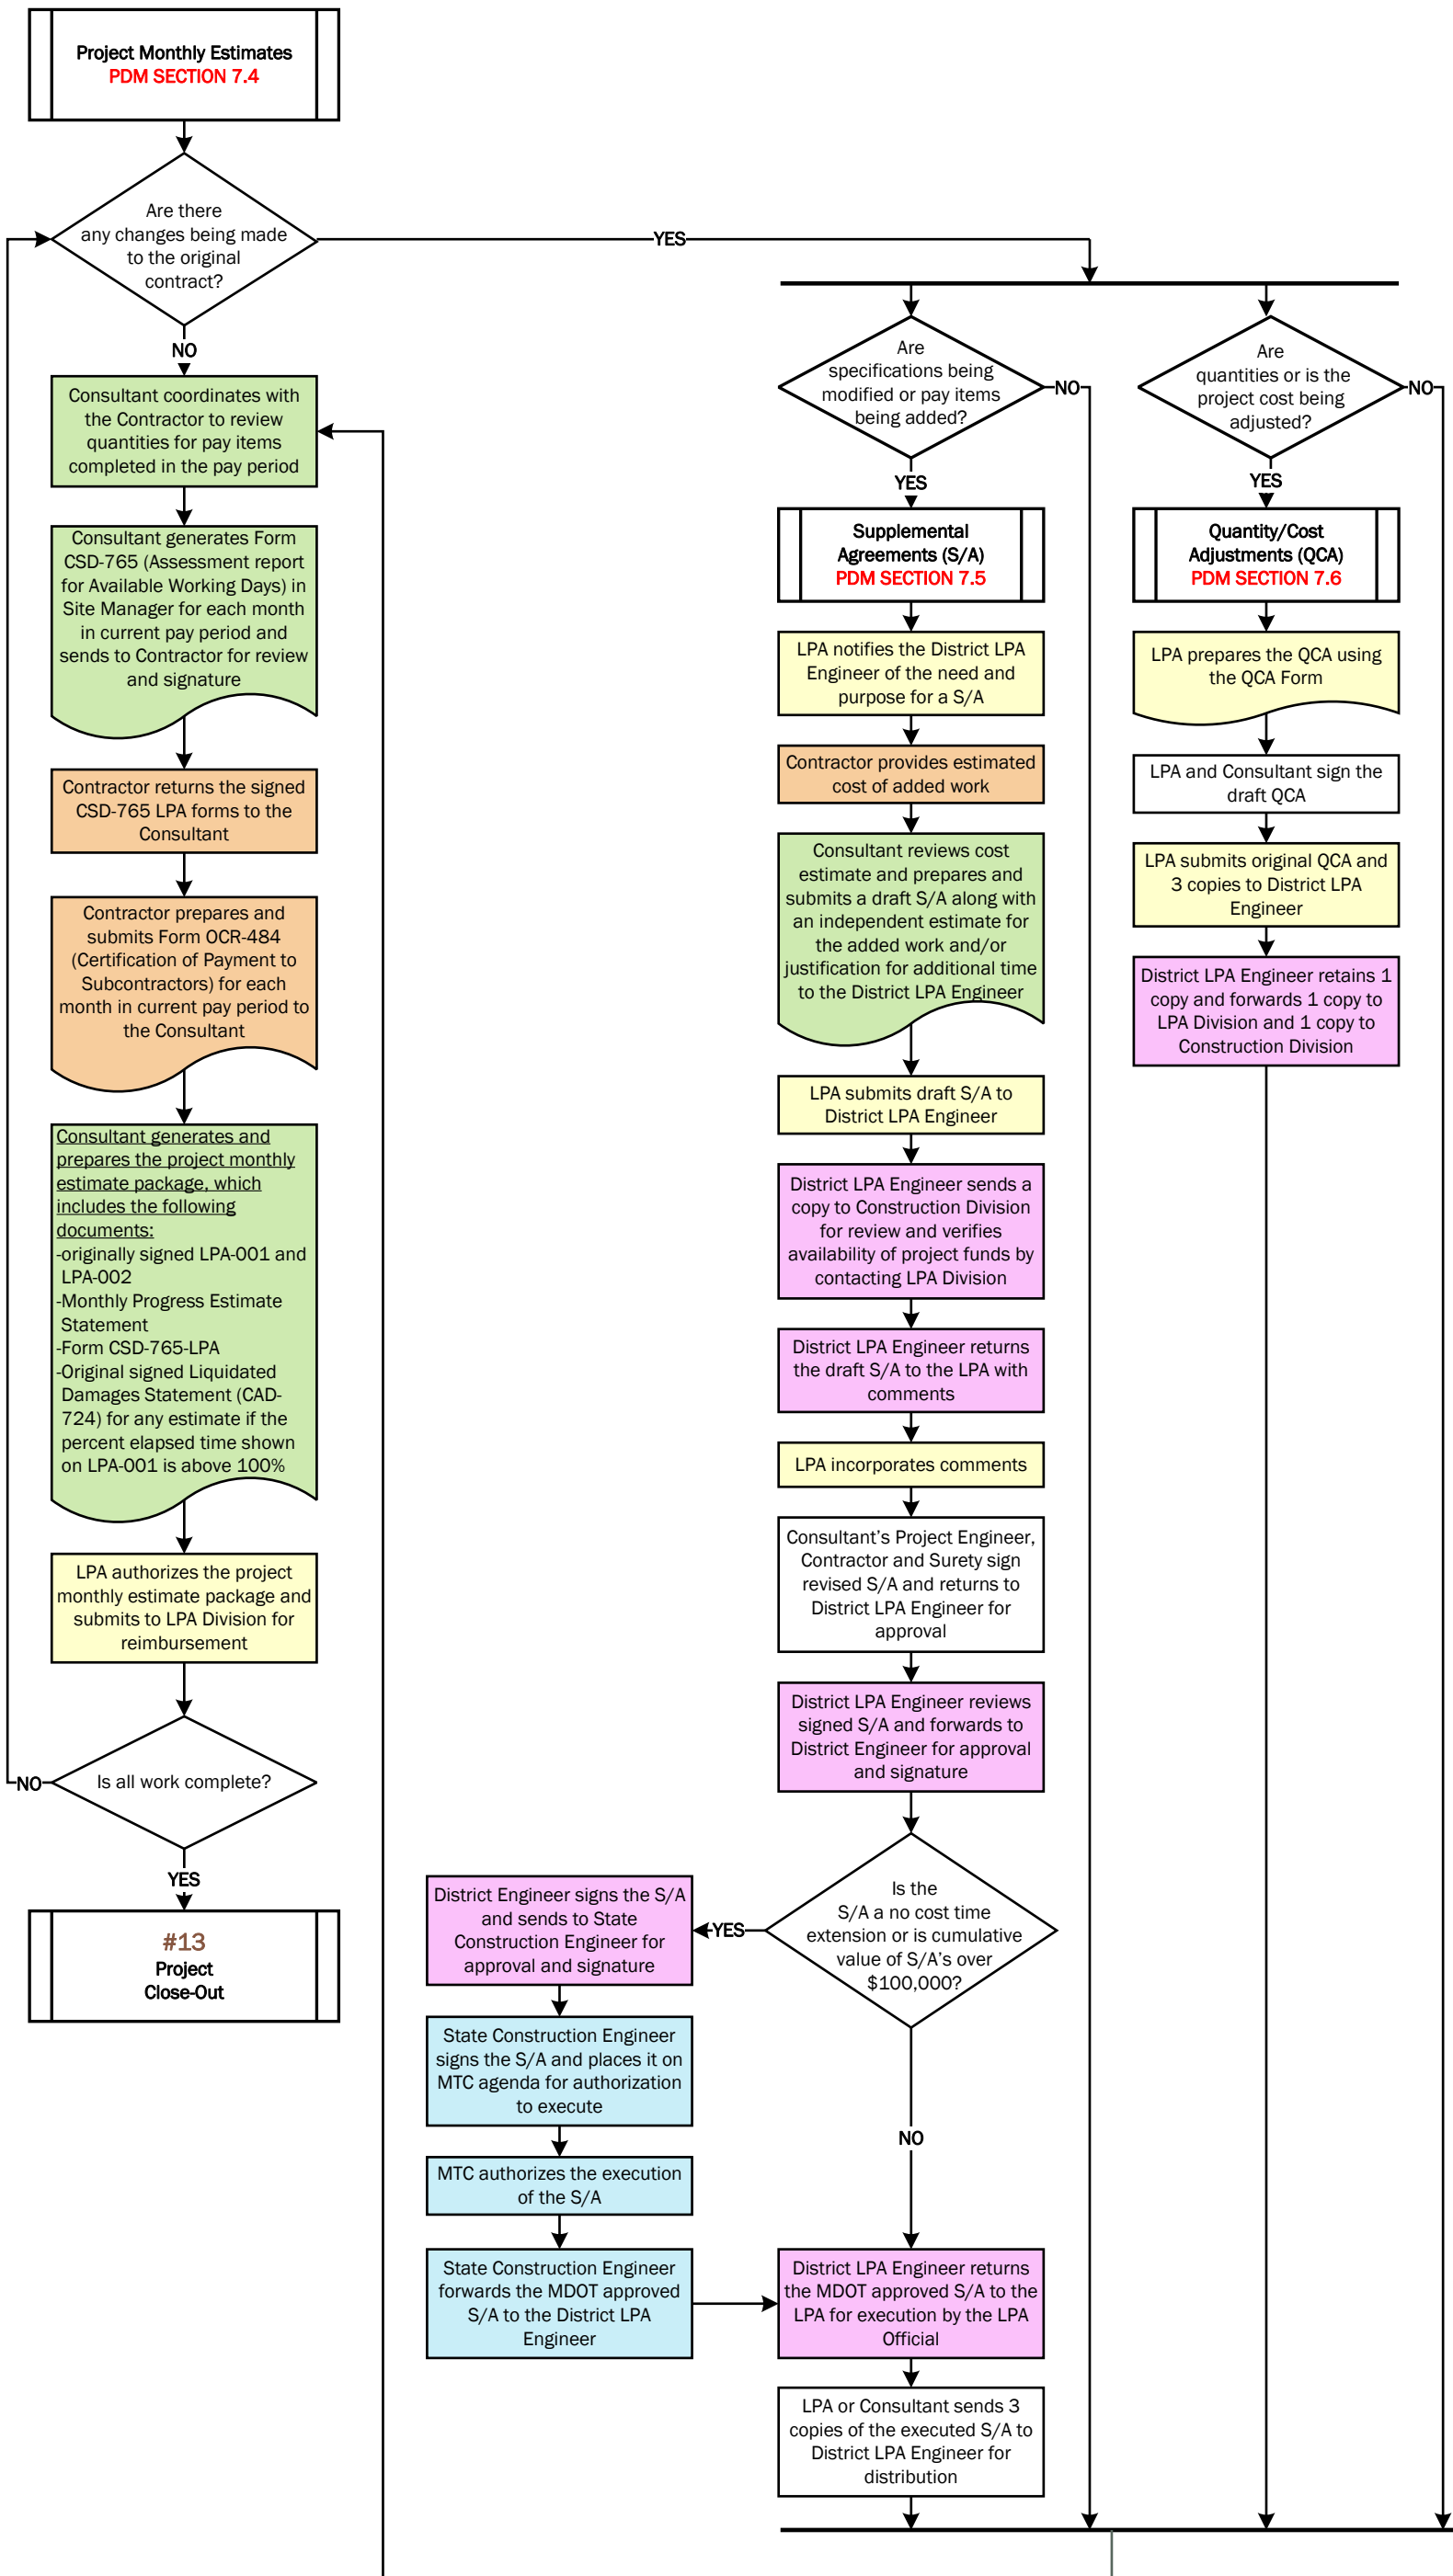 Project Monthly Estimates
PDM SECTION 7.4
Are there
any changes being made
to the original
contract?
YES
NO
Consultant coordinates with
the Contractor to review
quantities for pay items
completed in the pay period
Consultant generates Form
CSD-765 (Assessment report
for Available Working Days) in
Site Manager for each month
in current pay period and
sends to Contractor for review
and signature
Contractor returns the signed
CSD-765 LPA forms to the
Consultant
Contractor prepares and
submits Form OCR-484
(Certification of Payment to
Subcontractors) for each
month in current pay period to
the Consultant
Consultant generates and
prepares the project monthly
estimate package, which
includes the following
documents:
-originally signed LPA-001 and
LPA-002
-Monthly Progress Estimate
Statement
-Form CSD-765-LPA
-Original signed Liquidated
Damages Statement (CAD-
724) for any estimate if the
percent elapsed time shown
on LPA-001 is above 100%
LPA authorizes the project
monthly estimate package and
submits to LPA Division for
reimbursement
Is all work complete?
NO
YES
#13
Project
Close-Out
Are
specifications being
modified or pay items
being added?
NO
YES
Supplemental
Agreements (S/A)
PDM SECTION 7.5
LPA notifies the District LPA
Engineer of the need and
purpose for a S/A
Contractor provides estimated
cost of added work
Consultant reviews cost
estimate and prepares and
submits a draft S/A along with
an independent estimate for
the added work and/or
justification for additional time
to the District LPA Engineer
LPA submits draft S/A to
District LPA Engineer
District LPA Engineer sends a
copy to Construction Division
for review and verifies
availability of project funds by
contacting LPA Division
District LPA Engineer returns
the draft S/A to the LPA with
comments
LPA incorporates comments
Consultant's Project Engineer,
Contractor and Surety sign
revised S/A and returns to
District LPA Engineer for
approval
District LPA Engineer reviews
signed S/A and forwards to
District Engineer for approval
and signature
Is the
S/A a no cost time
extension or is cumulative
value of S/A's over
$100,000?
YES
NO
District Engineer signs the S/A
and sends to State
Construction Engineer for
approval and signature
State Construction Engineer
signs the S/A and places it on
MTC agenda for authorization
to execute
MTC authorizes the execution
of the S/A
State Construction Engineer
forwards the MDOT approved
S/A to the District LPA
Engineer
District LPA Engineer returns
the MDOT approved S/A to the
LPA for execution by the LPA
Official
LPA or Consultant sends 3
copies of the executed S/A to
District LPA Engineer for
distribution
Are
quantities or is the
project cost being
adjusted?
NO
YES
Quantity/Cost
Adjustments (QCA)
PDM SECTION 7.6
LPA prepares the QCA using
the QCA Form
LPA and Consultant sign the
draft QCA
LPA submits original QCA and
3 copies to District LPA
Engineer
District LPA Engineer retains 1
copy and forwards 1 copy to
LPA Division and 1 copy to
Construction Division